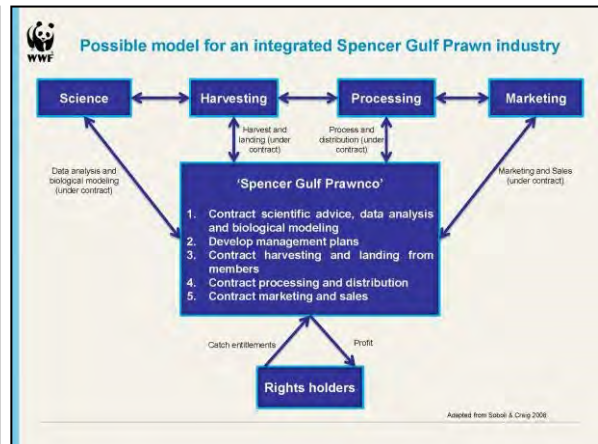 WWF
Possible model for an integrated Spencer Gulf Prawn industry
Science
Harvesting
Processing
Marketing
Harvest and
landing (under
contract)
Process and
distribution (under
contract)
Data analysis and
biological modeling
(under contract)
Marketing and Sales
(under contract)
'Spencer Gulf Prawnco'
1. Contract scientific advice, data analysis
and biological modeling
2. Develop management plans
3. Contract harvesting and landing from
members
4. Contract processing and distribution
5. Contract marketing and sales
Catch entitlements
Profit
Rights holders
Adapted from Soboil & Craig 2008